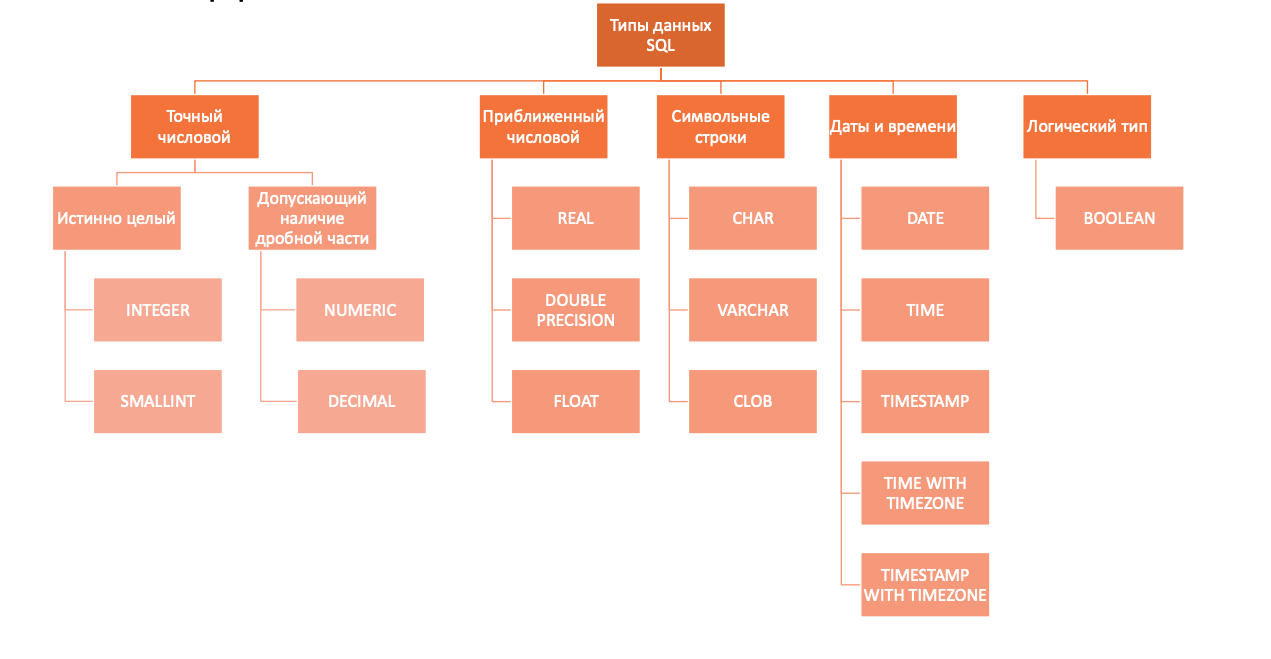 Типы данных
SQL
Точный
числовой
Приближенный
числовой
Символьные
строки
Даты и времени
Логический тип
Истинно целый
Допускающий
наличие
дробной части
REAL
CHAR
DATE
BOOLEAN
INTEGER
NUMERIC
DOUBLE
PRECISION
VARCHAR
TIME
SMALLINT
DECIMAL
FLOAT
CLOB
TIMESTAMP
TIME WITH
TIMEZONE
TIMESTAMP
WITH TIMEZONE